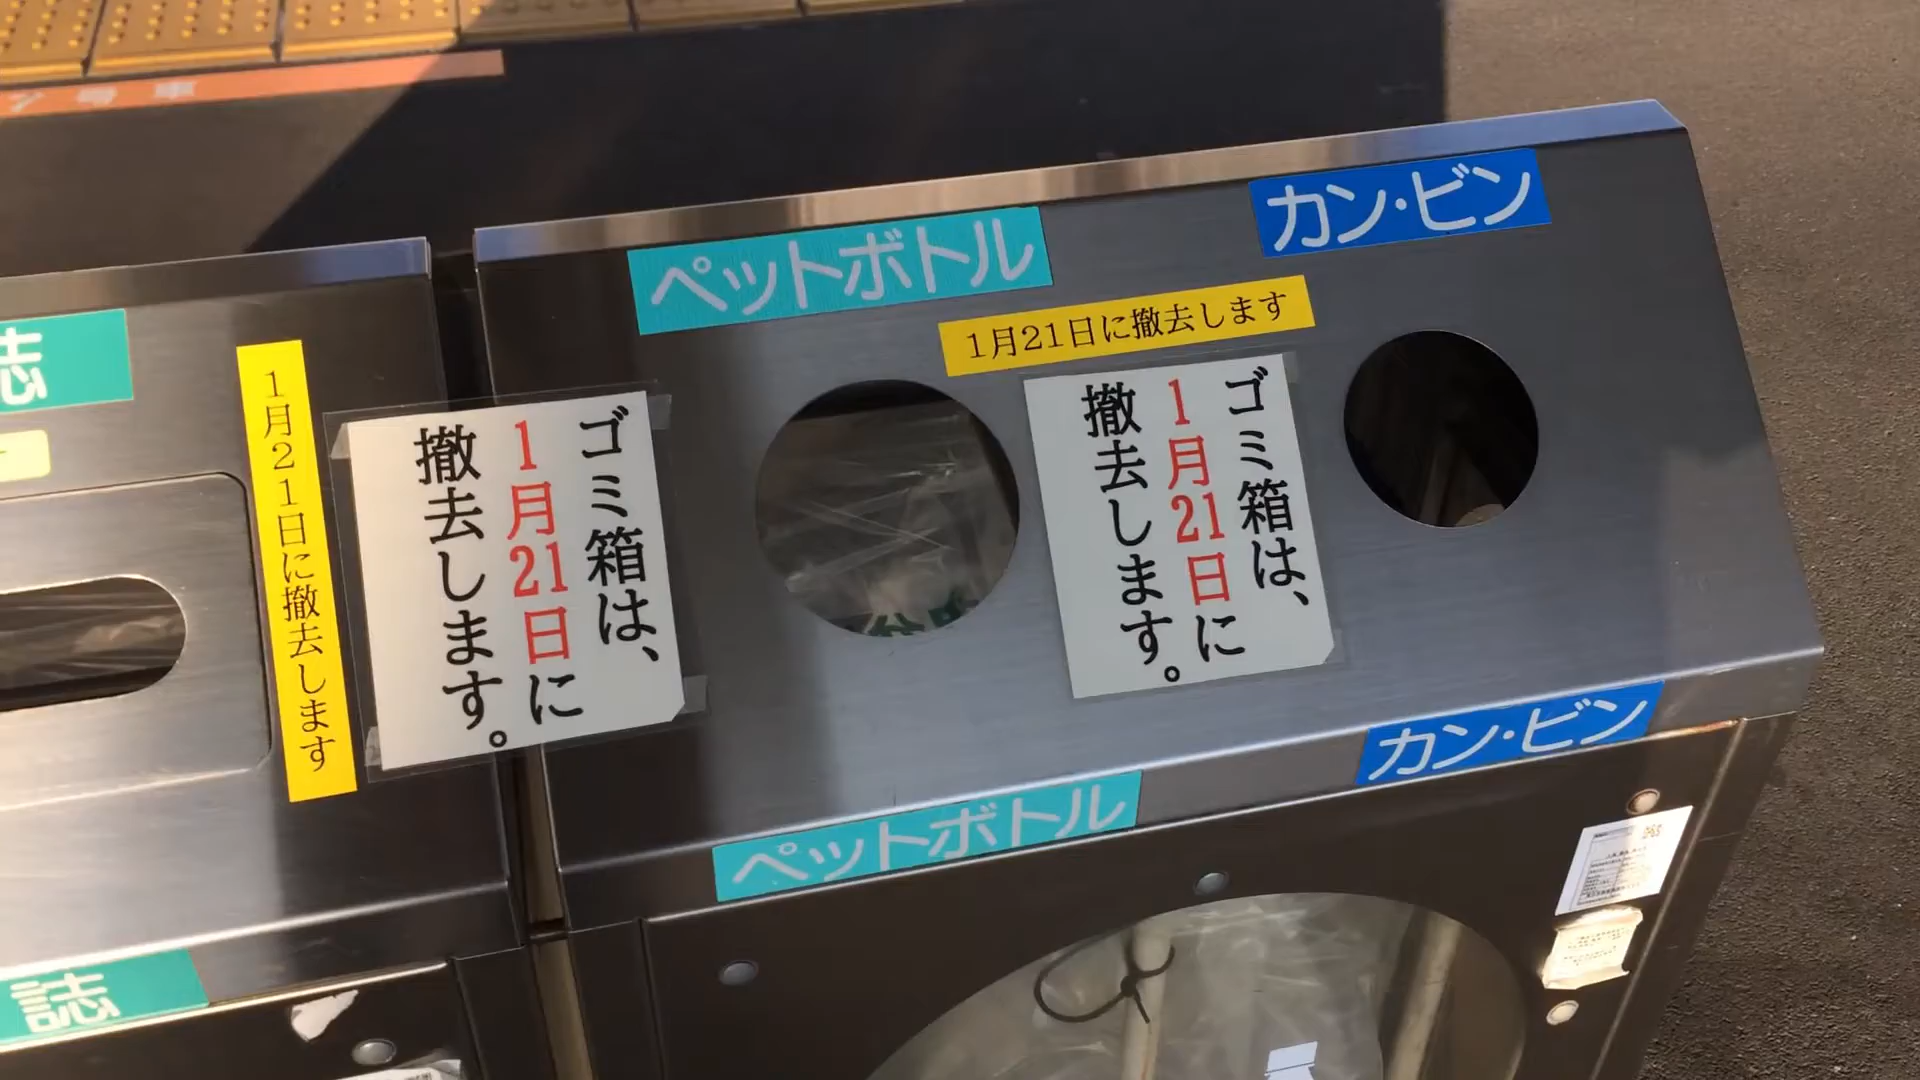 誌
1月21日に撤去します
ゴミ箱は、
1月21日に
撤去します。
ペットボトル
カン・ビン
1月21日に撤去します
ゴミ箱は、
1月21日に
撤去します。
カン・ビン
ペットボトル
誌